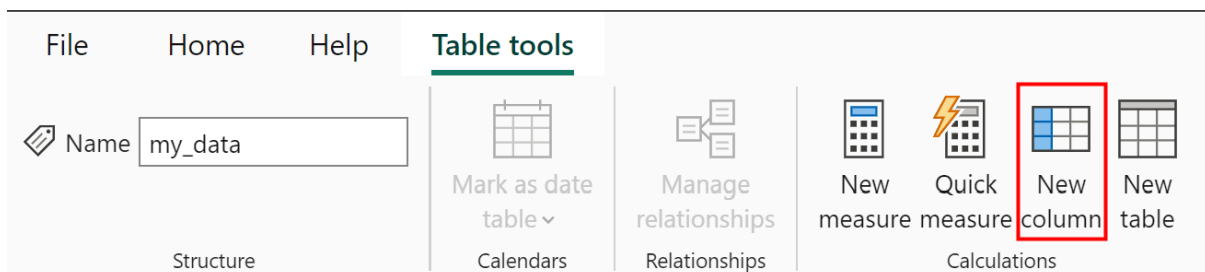 File Home Help Table tools
Name my_data
Mark as date
table
Manage
relationships
New
measure
Quick
measure
New
column
New
table
Structure Calendars Relationships Calculations